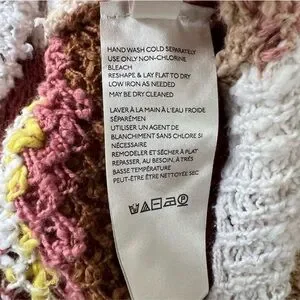 HAND WASH COLD SEPARATELY
USE ONLY NON-CHLORINE
BLEACH
RESHAPE & LAY FLAT TO DRY
LOW IRON AS NEEDED
MAY BE DRY CLEANED
LAVER À LA MAIN À L'EAU FROIDE
SÉPARÉMEN
UTILISER UN AGENT DE
BLANCHIMENT SANS CHLORE SI
NÉCESSAIRE
REMODELER ET SÉCHER À PLAT
REPASSER, AU BESOIN, À TRÈS
BASSE TEMPÉRATURE
PEUT-ÊTRE ÊTRE NETTOYÉE SEC